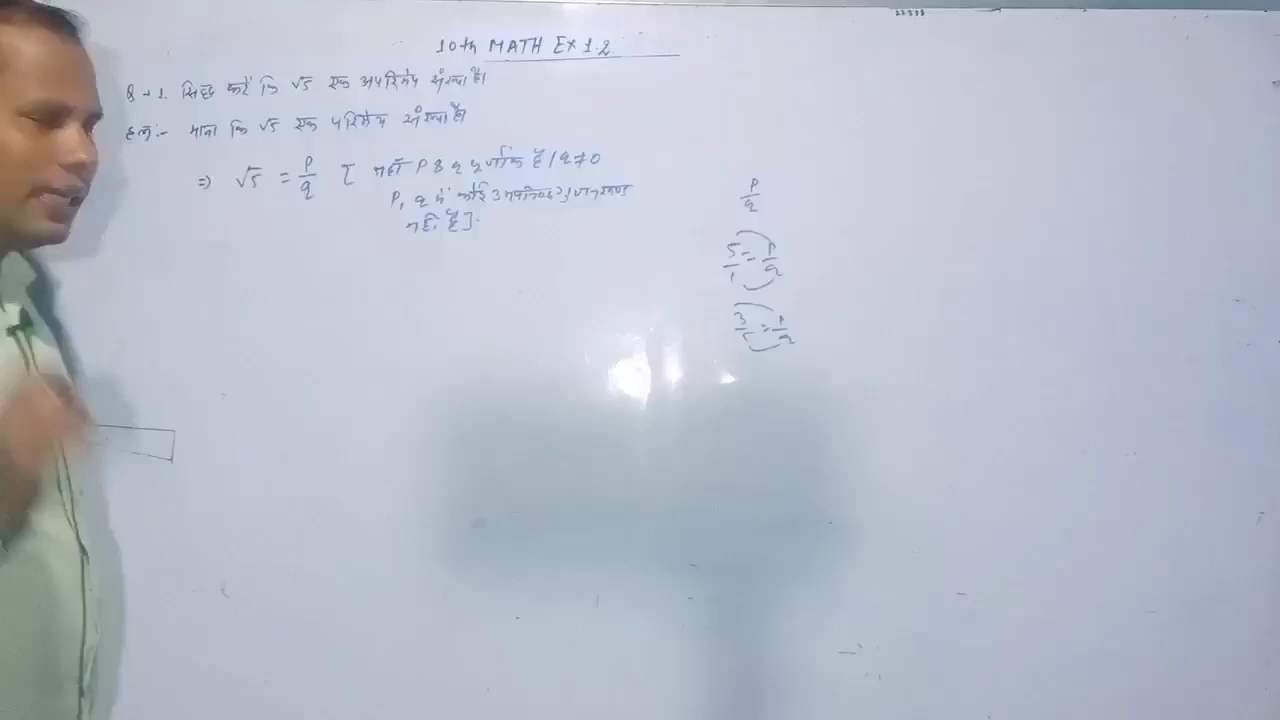 10th MATH EX 1.2
Q → 1. सिद्ध करें कि √5 एक अपरिमेय संख्या है।
हल:- माना कि √5 एक परिमेय संख्या है।
⇒ √5 = P/q [ जहाँ P & q पूर्णांक है / q ≠ 0
P, q में कोई उभयनिष्ठ गुणनखण्ड
नहीं है].
P/q
5/1 = P/q
3/5 = P/q